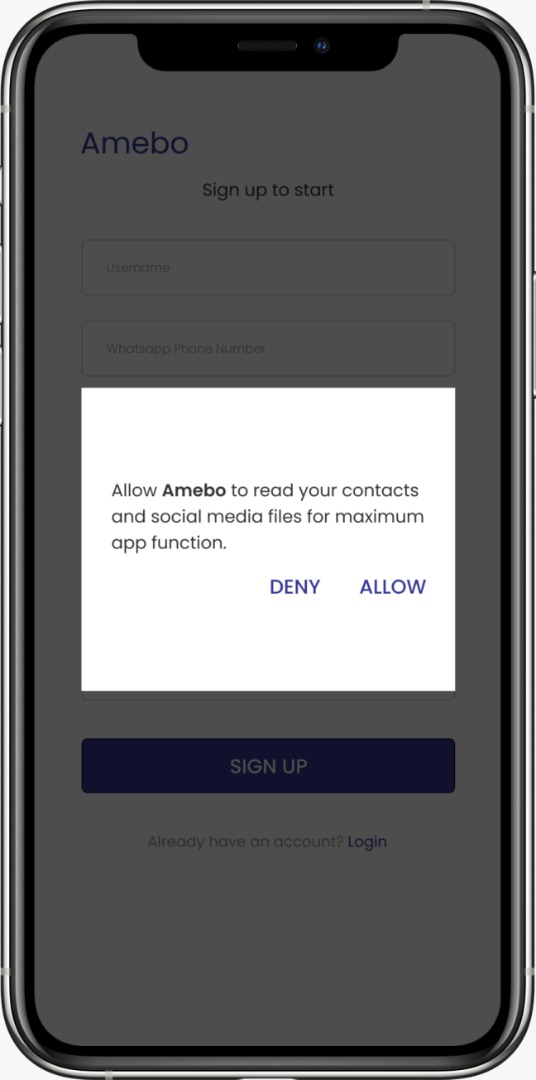 Amebo
Sign up to start
Username
Whatsapp Phone Number
Allow Amebo to read your contacts
and social media files for maximum
app function.
DENY ALLOW
SIGN UP
Already have an account? Login